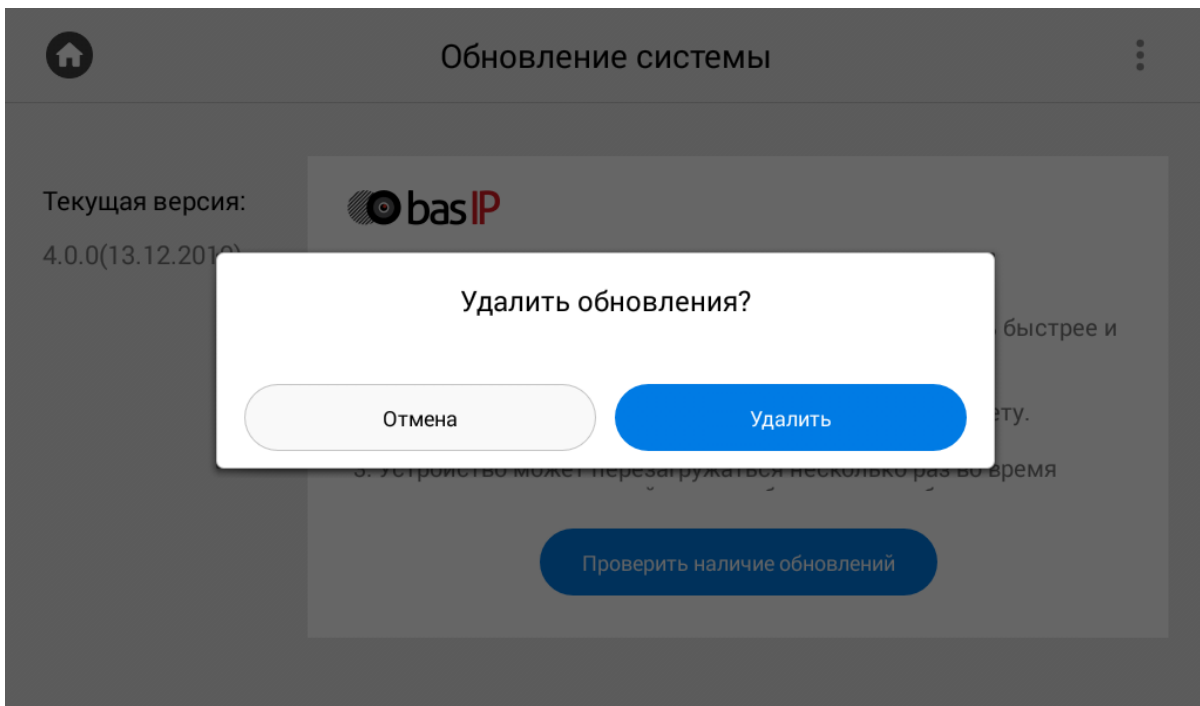 Обновление системы
Текущая версия:
bas IP
4.0.0(13.12.2019)
Удалить обновления?
быстрее и
Отмена
Удалить
ету.
3. Устройство может перезагружаться несколько раз во время
Проверить наличие обновлений